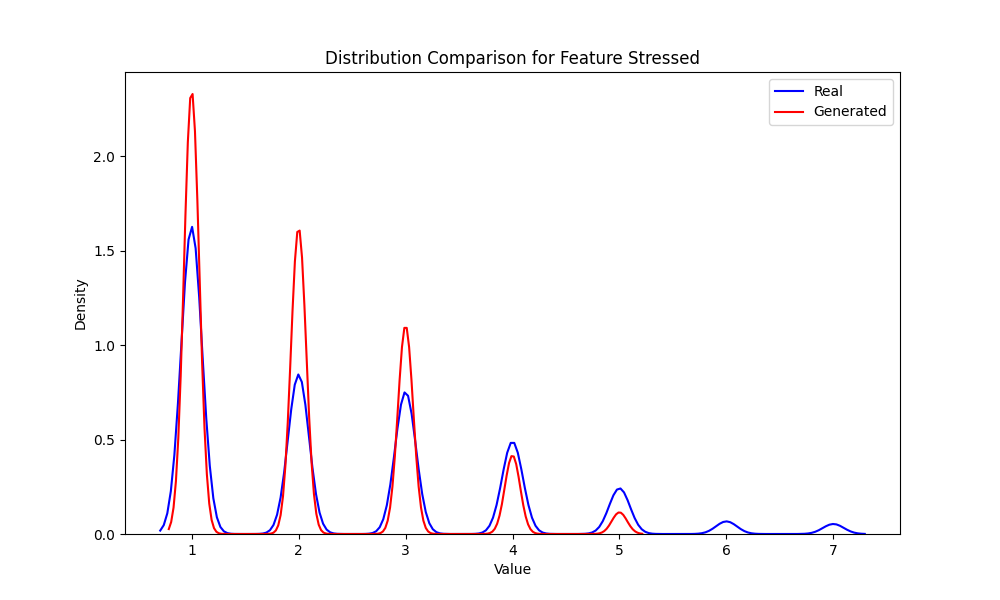 Distribution Comparison for Feature Stressed
Real
Generated
Density
2.0
1.5
1.0
0.5
0.0
1 2 3 4 5 6 7
Value